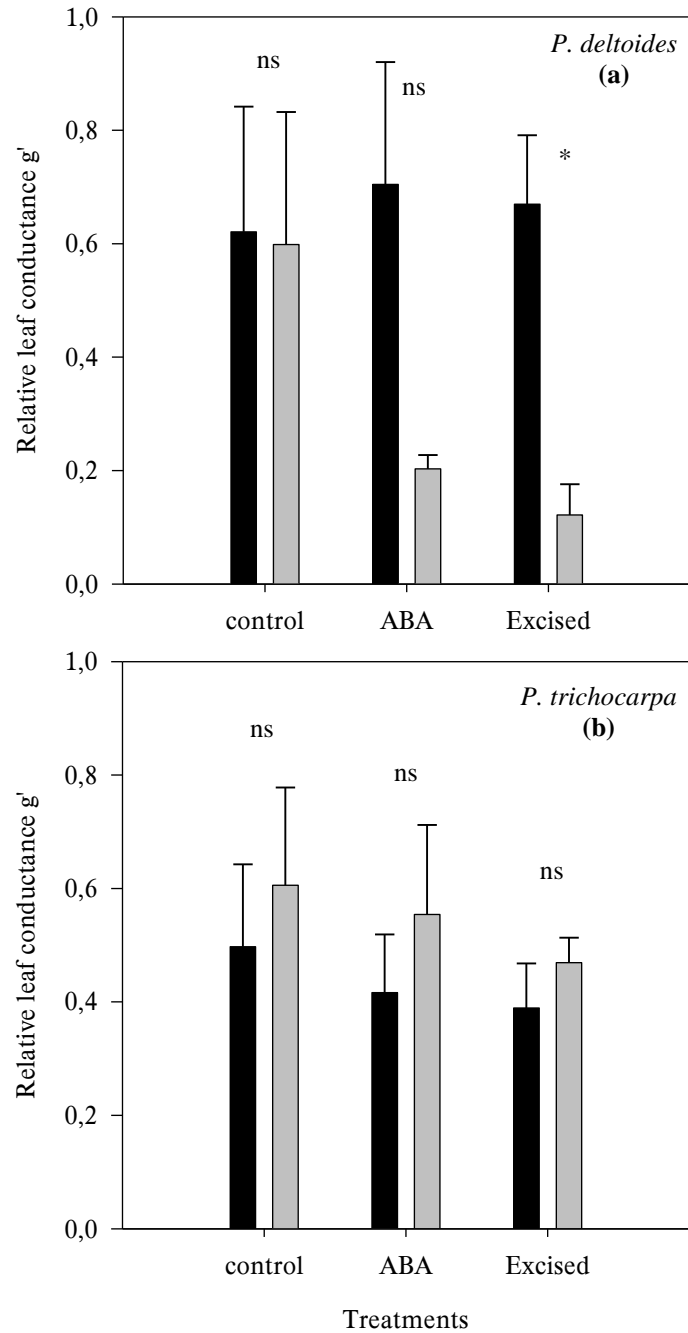 1,0
P. deltoides
(a)
ns
ns
*
0,8
0,6
0,4
0,2
0,0
Relative leaf conductance g'
control ABA Excised
1,0
P. trichocarpa
(b)
ns
ns
ns
0,8
0,6
0,4
0,2
0,0
Relative leaf conductance g'
control ABA Excised
Treatments